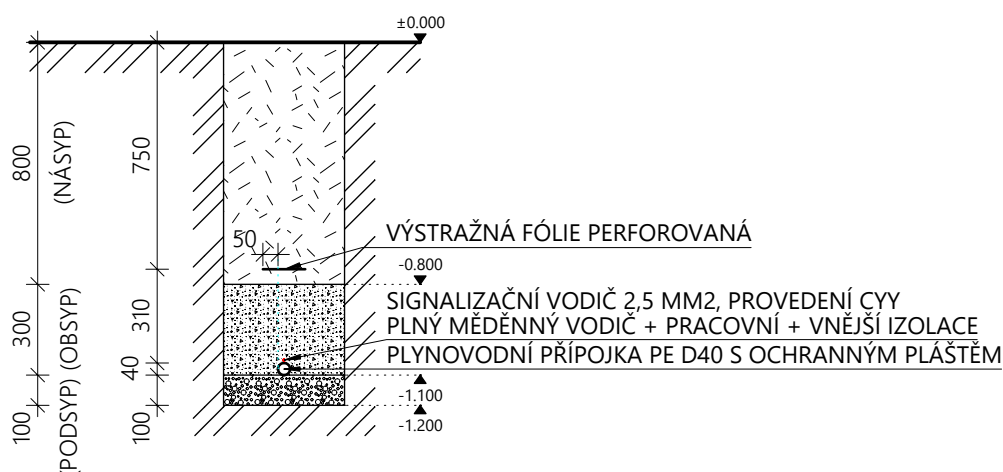 ±0.000
800
(NÁSYP)
750
50
VÝSTRAŽNÁ FÓLIE PERFOROVANÁ
-0.800
300
(OBSYP)
310
SIGNALIZAČNÍ VODIČ 2,5 MM2, PROVEDENÍ CYY
PLNÝ MĚDĚNNÝ VODIČ + PRACOVNÍ + VNĚJŠÍ IZOLACE
PLYNOVODNÍ PŘÍPOJKA PE D40 S OCHRANNÝM PLÁŠTĚM
40
-1.100
100
(PODSYP)
100
-1.200